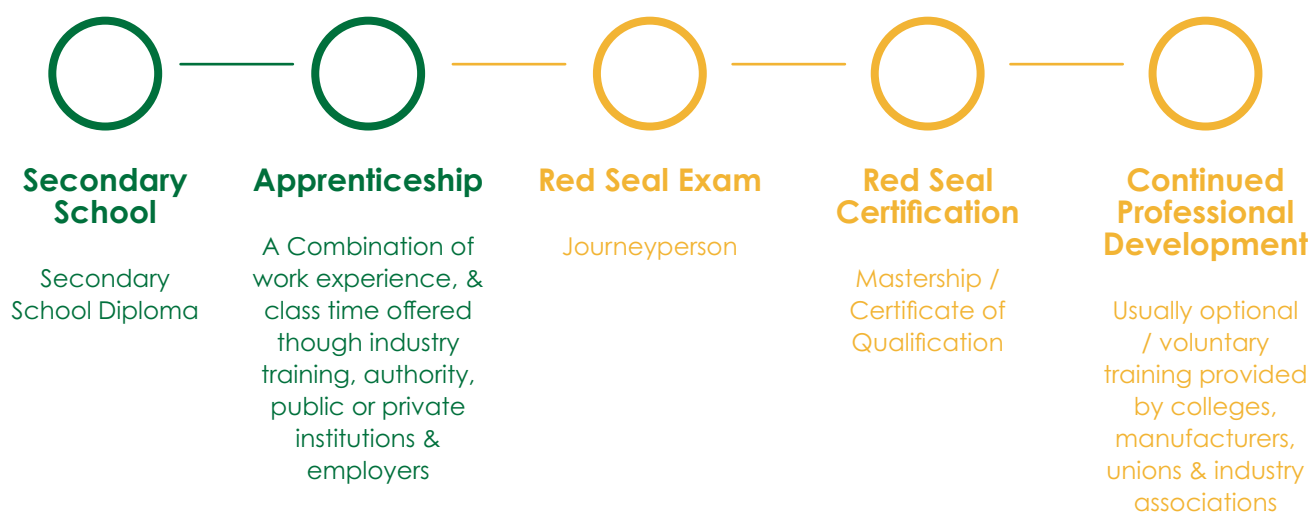 Secondary
School
Secondary
School Diploma
Apprenticeship
A Combination of
work experience, &
class time offered
though industry
training, authority,
public or private
institutions &
employers
Red Seal Exam
Journeyperson
Red Seal
Certification
Mastership /
Certificate of
Qualification
Continued
Professional
Development
Usually optional
/ voluntary
training provided
by colleges,
manufacturers,
unions & industry
associations